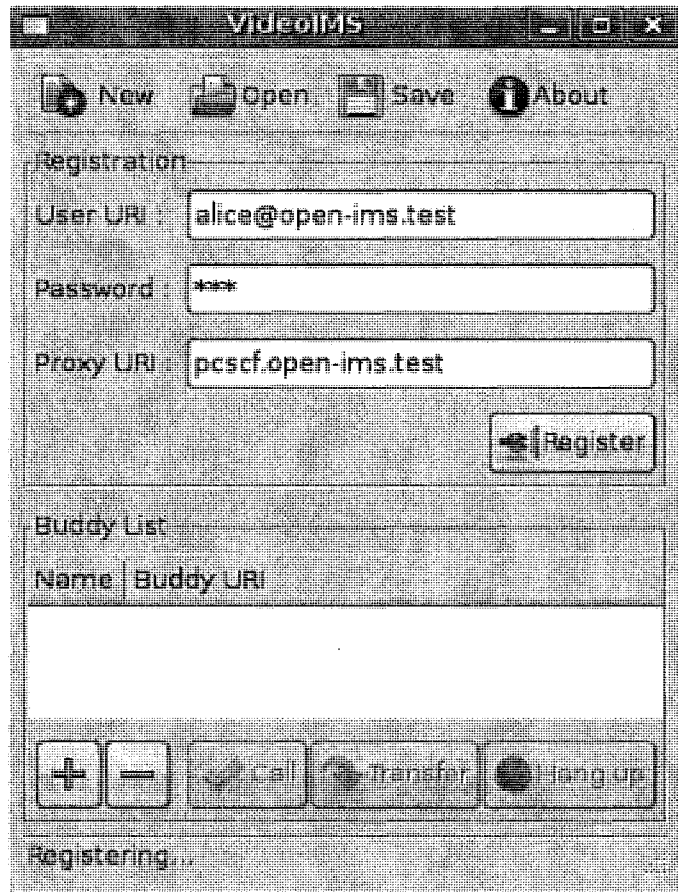 VideoIMS
New Open Save About
Registration
User URI : alice@open-ims.test
Password : ***
Proxy URI : pcscf.open-ims.test
Register
Buddy List
Name Buddy URI
Call Transfer Hang up
Registering...